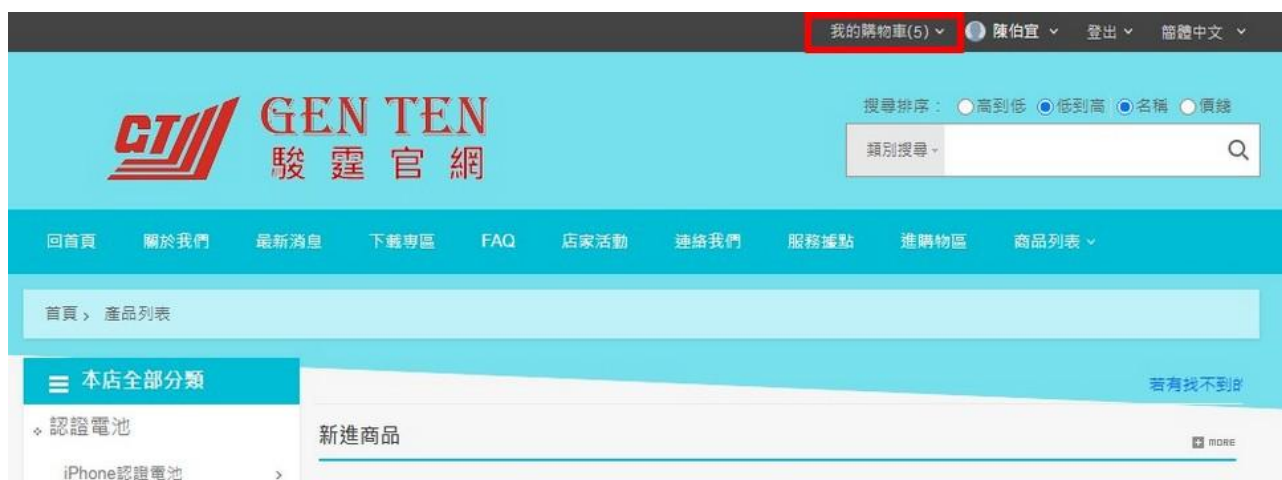 我的購物車(5) 陳伯宜 登出 簡體中文
GTM GEN TEN
駿霆官網
搜尋排序： 高到低 低到高 名稱 價錢
類別搜尋
回首頁 關於我們 最新消息 下載專區 FAQ 店家活動 連絡我們 服務據點 進購物區 商品列表
首頁 產品列表
本店全部分類
若有找不到的
認證電池
新進商品
MORE
iPhone認證電池